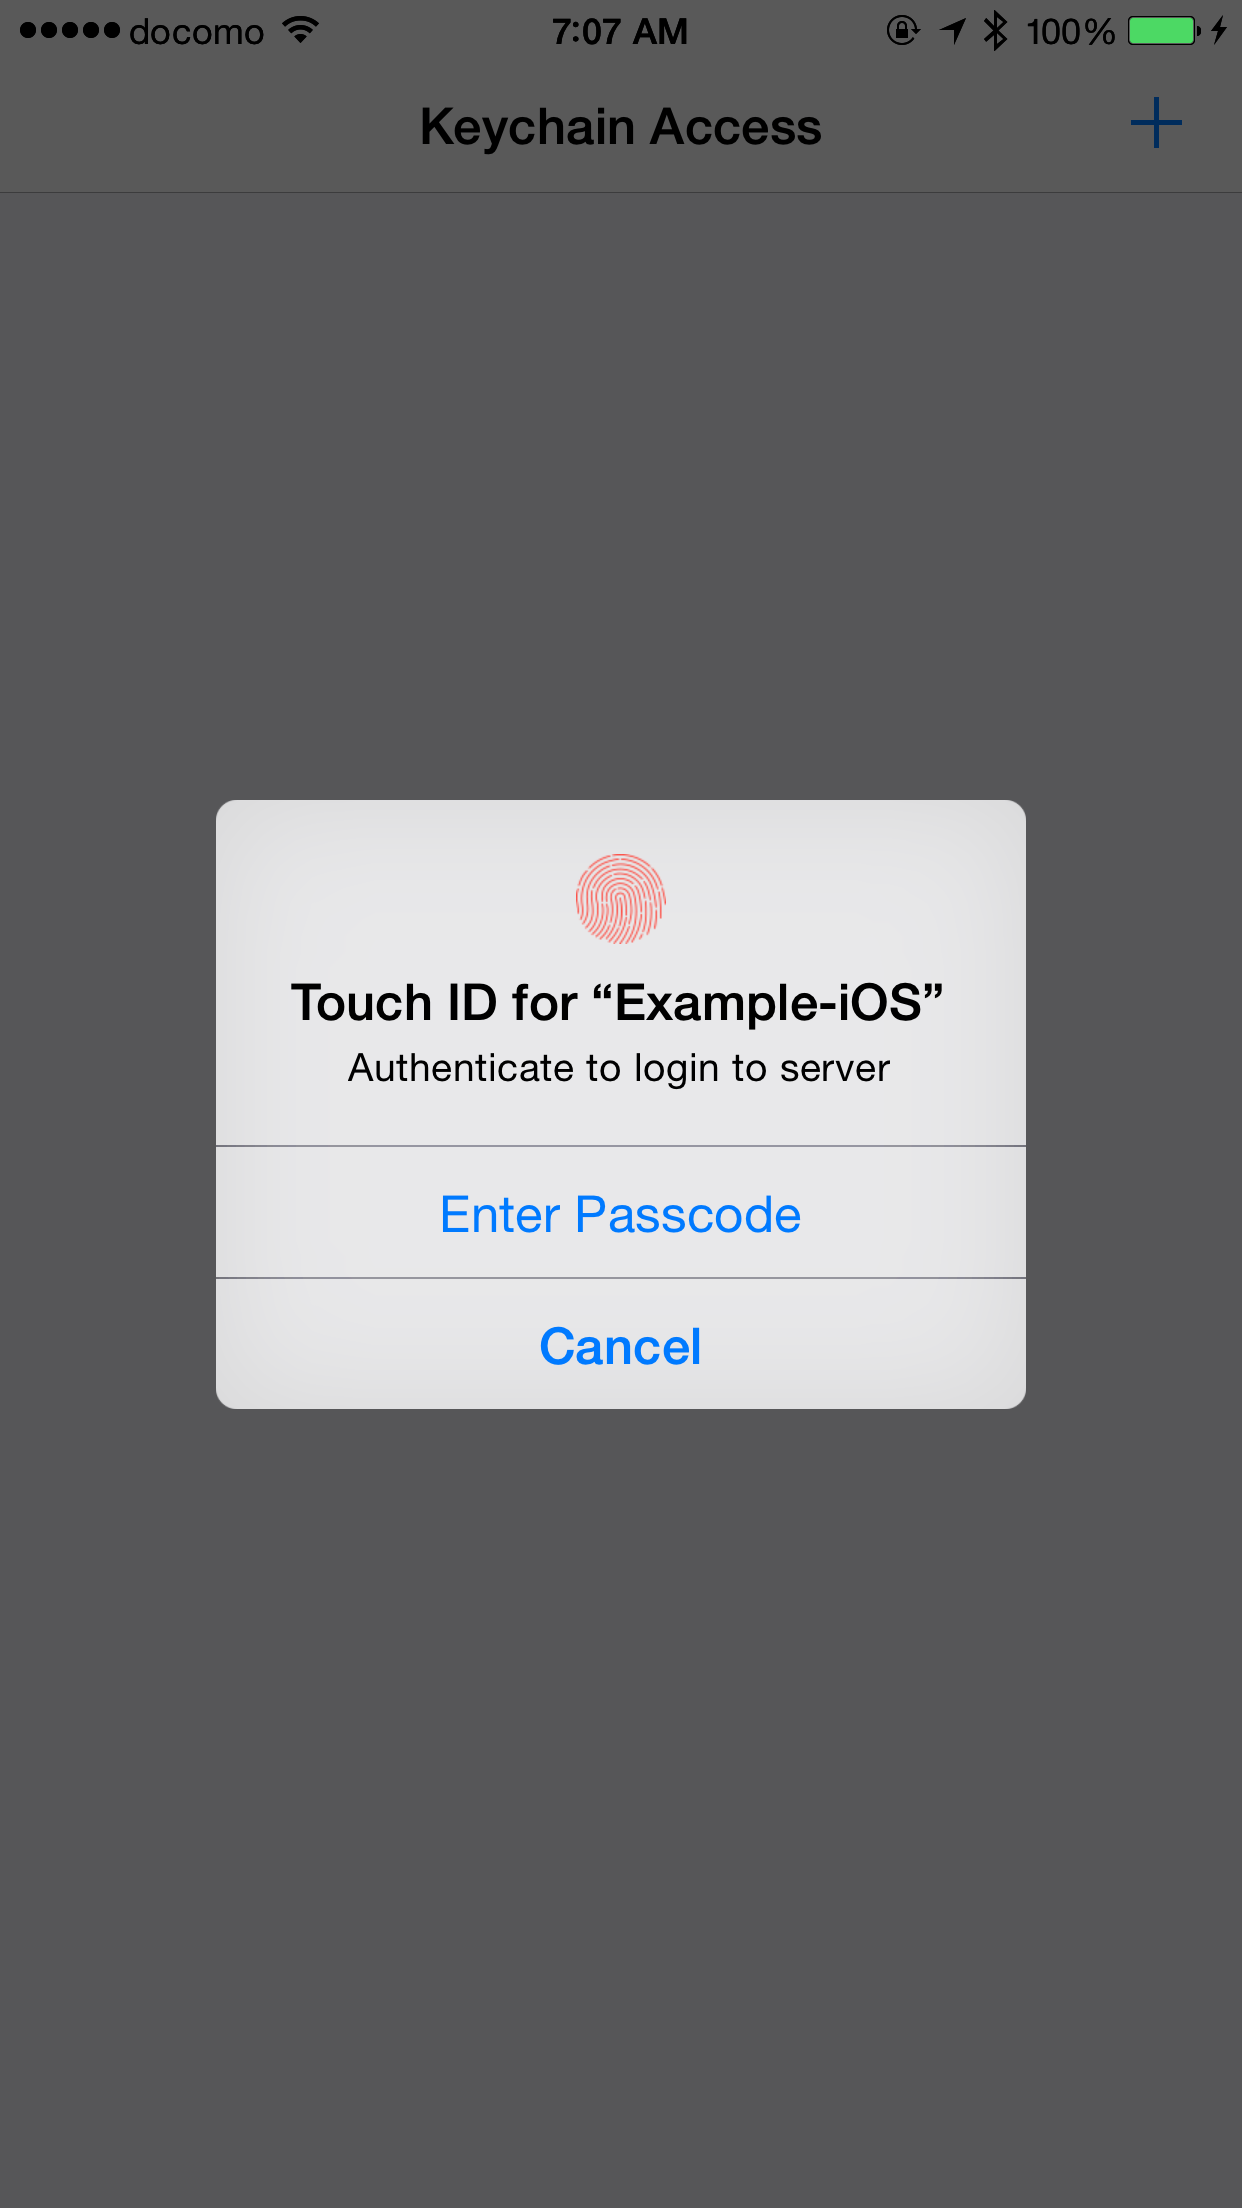 docomo 7:07 AM 100%
Keychain Access
Touch ID for “Example-iOS”
Authenticate to login to server
Enter Passcode
Cancel